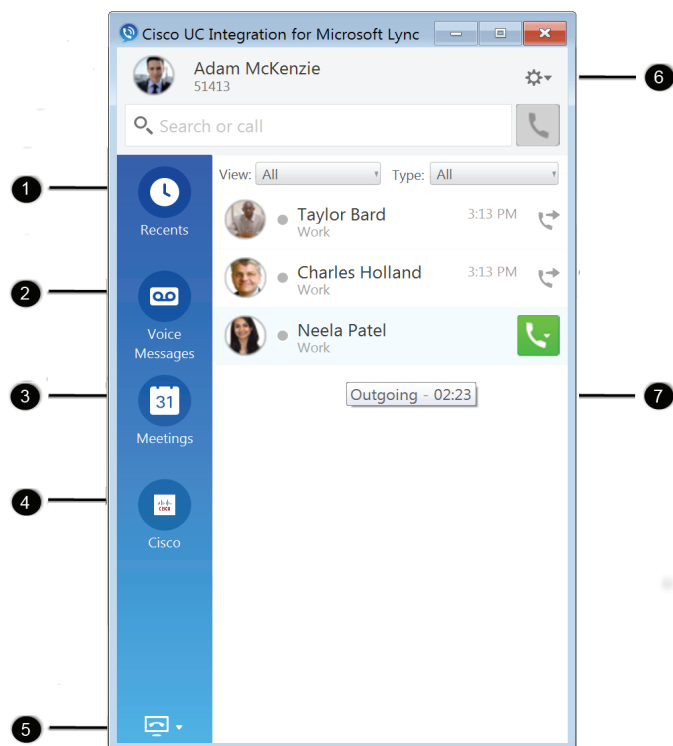 Cisco UC Integration for Microsoft Lync
Adam McKenzie
51413
6
Search or call
View: All Type: All
1
Recents
Taylor Bard 3:13 PM
Work
2
Voice
Messages
Charles Holland 3:13 PM
Work
Neela Patel
Work
3
31
Meetings
Outgoing - 02:23
7
4
CISCO
Cisco
5